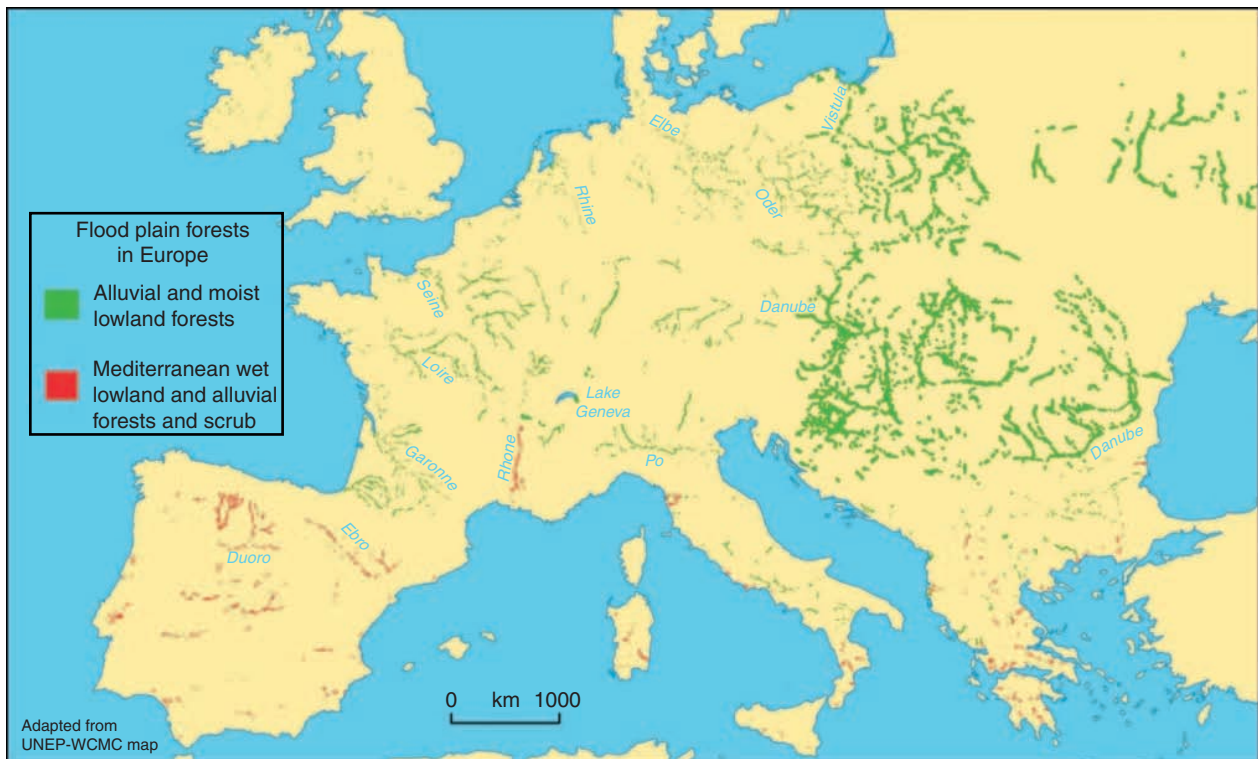 Elbe
Vistula
Rhine
Oder
Flood plain forests
in Europe
Alluvial and moist
lowland forests
Mediterranean wet
lowland and alluvial
forests and scrub
Seine
Danube
Loire
Lake
Geneva
Rhone
Garonne
Po
Danube
Ebro
Duoro
0 km 1000
Adapted from
UNEP-WCMC map